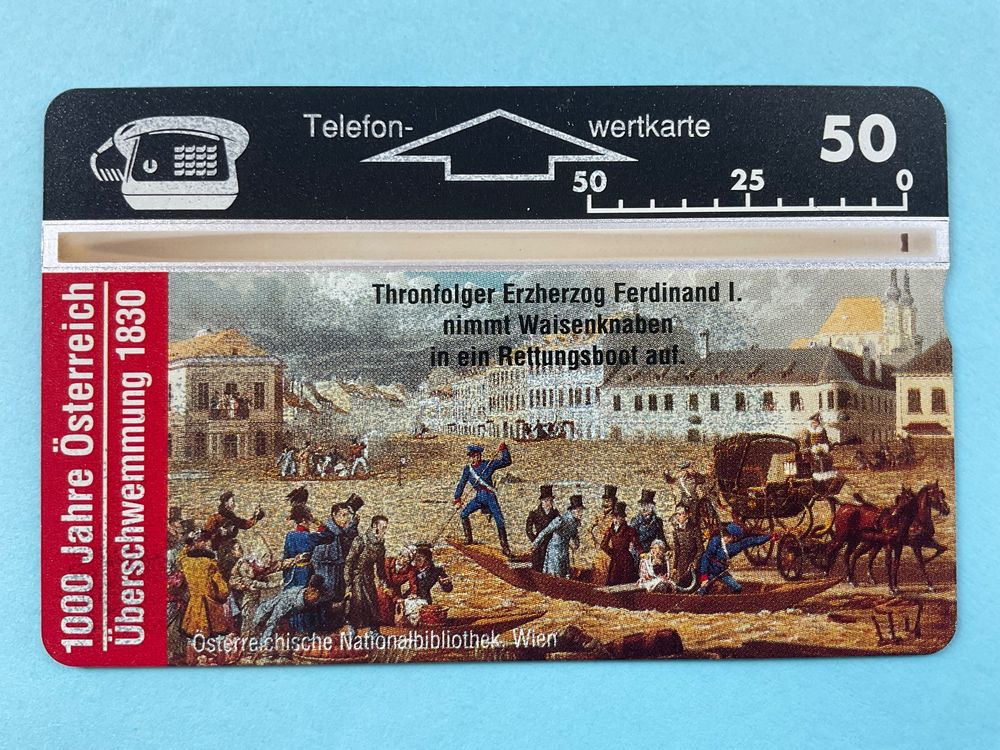 Telefon- wertkarte 50
50 25 0
1000 Jahre Österreich
Überschwemmung 1830
Thronfolger Erzherzog Ferdinand I.
nimmt Waisenknaben
in ein Rettungsboot auf.
Österreichische Nationalbibliothek, Wien